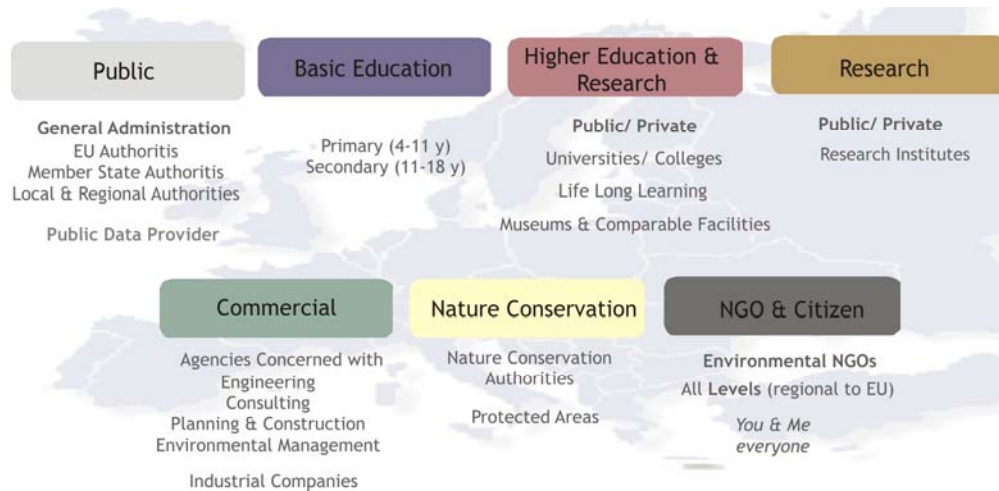 Public
General Administration
EU Authoritis
Member State Authoritis
Local & Regional Authorities
Public Data Provider
Basic Education
Primary (4-11 y)
Secondary (11-18 y)
Higher Education &
Research
Public/ Private
Universities/ Colleges
Life Long Learning
Museums & Comparable Facilities
Research
Public/ Private
Research Institutes
Commercial
Agencies Concerned with
Engineering
Consulting
Planning & Construction
Environmental Management
Industrial Companies
Nature Conservation
Nature Conservation
Authorities
Protected Areas
NGO & Citizen
Environmental NGOs
All Levels (regional to EU)
You & Me
everyone